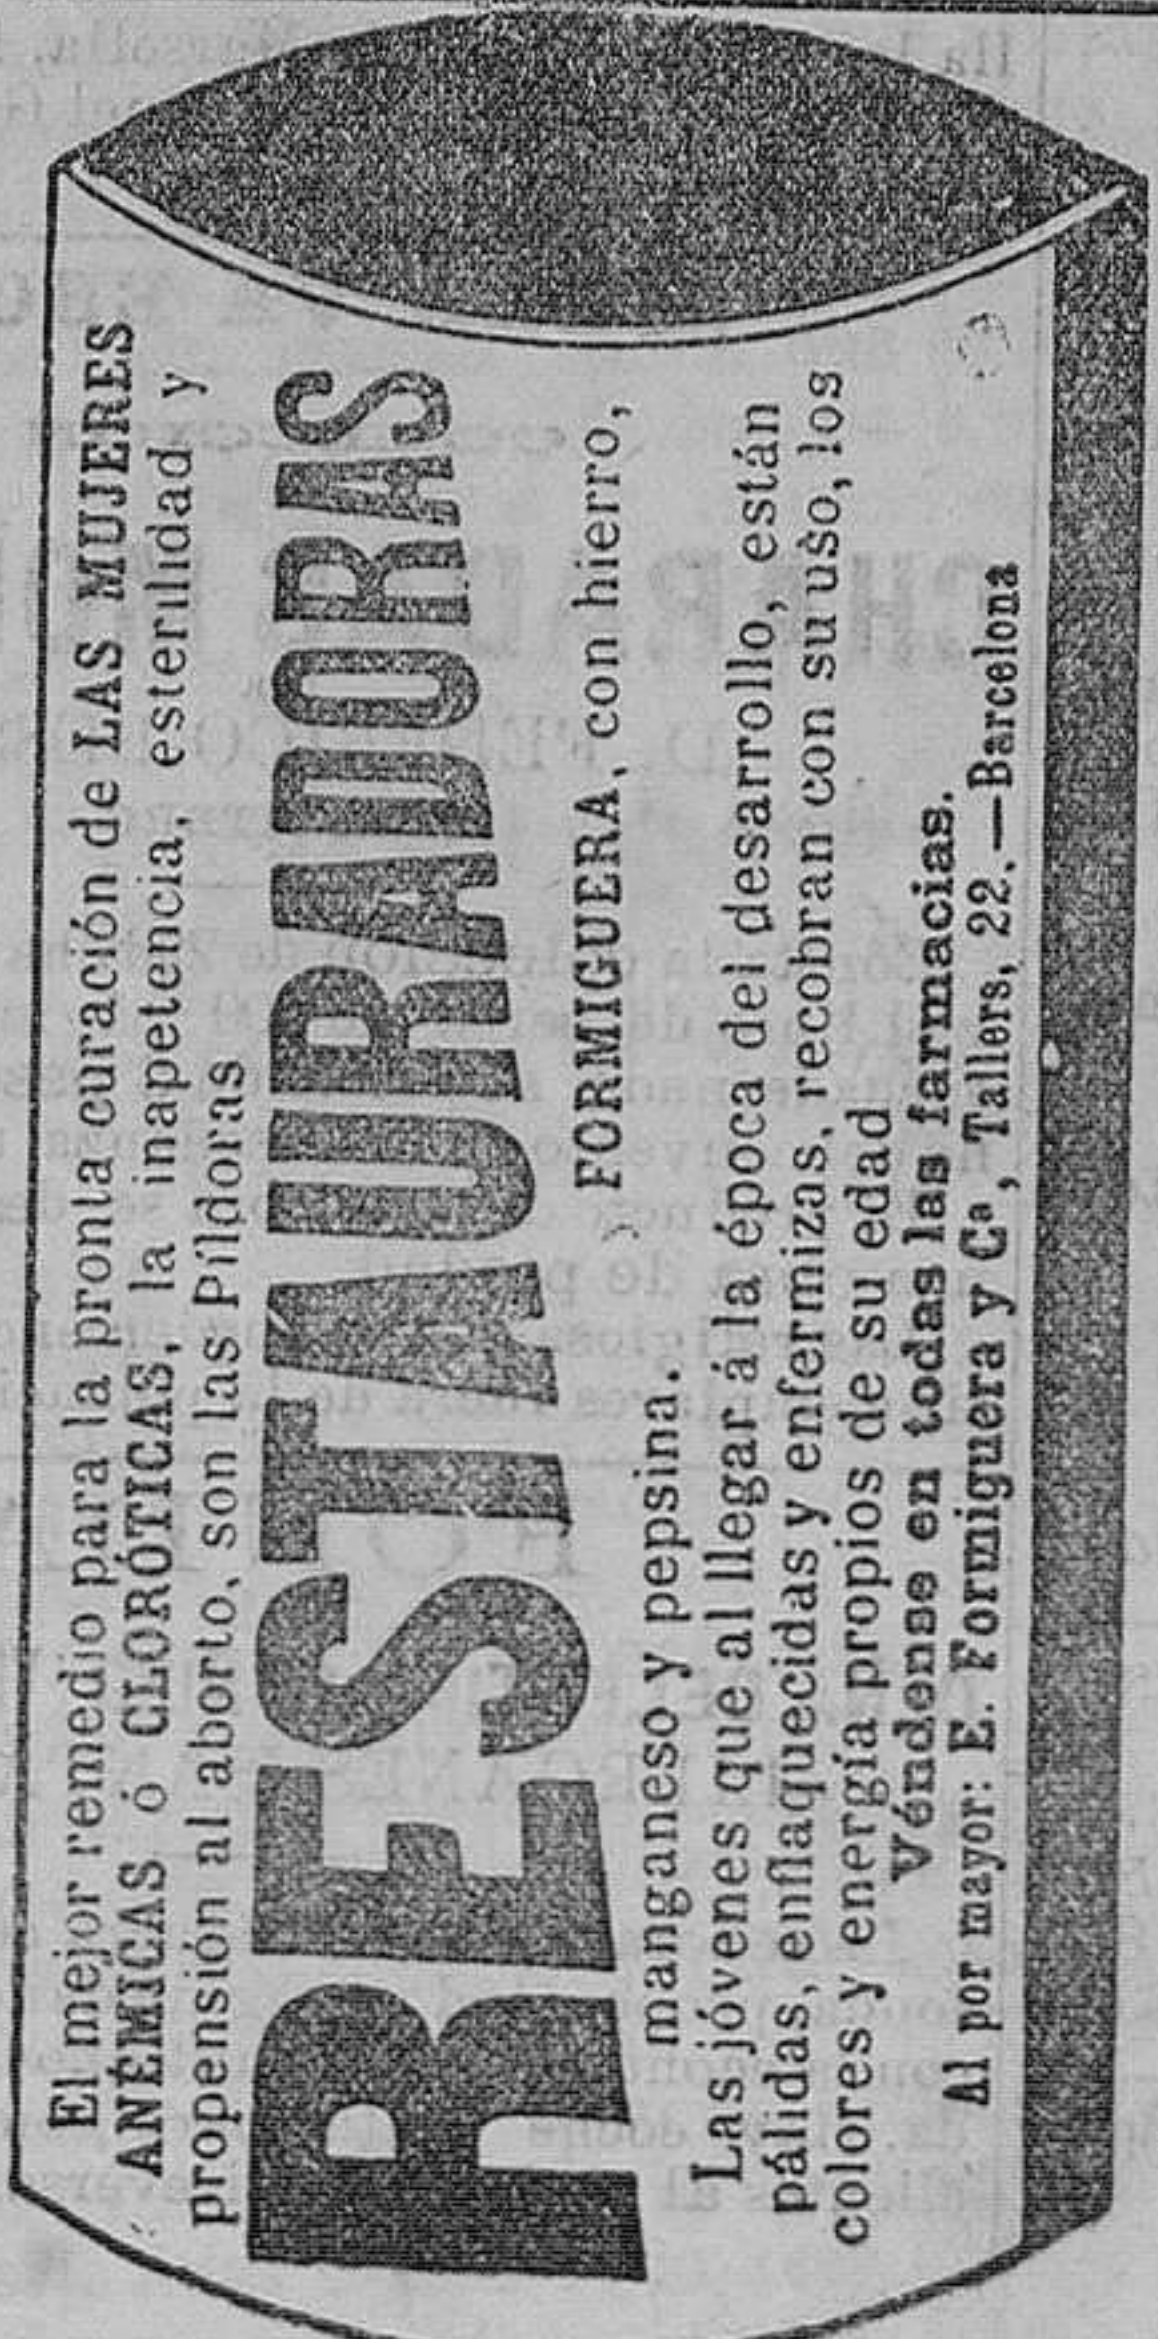 El mejor remedio para la pronta curación de LAS MUJERES
ANÉMICAS ó CLORÓTICAS, la inapetencia, esterulidad y
propensión al aborto, son las Píldoras
RESTAURADORAS
FORMIGUERA, con hierro,
manganeso y pepsina.
Las jóvenes que al llegar á la época del desarrollo, están
pálidas, enflaquecidas y enfermizas, recobran con su uso, los
colores y energía propios de su edad
Véndense en todas las farmacias.
Al por mayor: E. Formiguera y Cª, Tallers, 22.—Barcelona